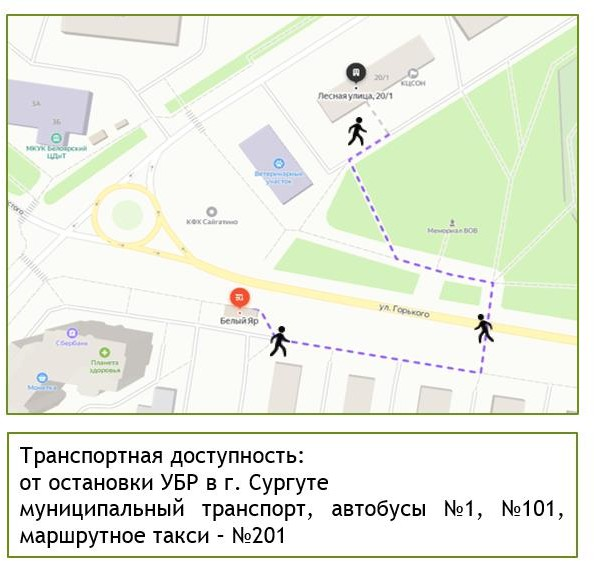 20/1
КЦСОН
Лесная улица, 20/1
3А
3Б
МКУК Белоярский
ЦДиТ
Ветеринарный
участок
КФХ Сайгатино
Мемориал ВОВ
ул. Горького
Белый Яр
Сбербанк
Планета
здоровья
Монетка
Транспортная доступность:
от остановки УБР в г. Сургуте
муниципальный транспорт, автобусы №1, №101,
маршрутное такси – №201